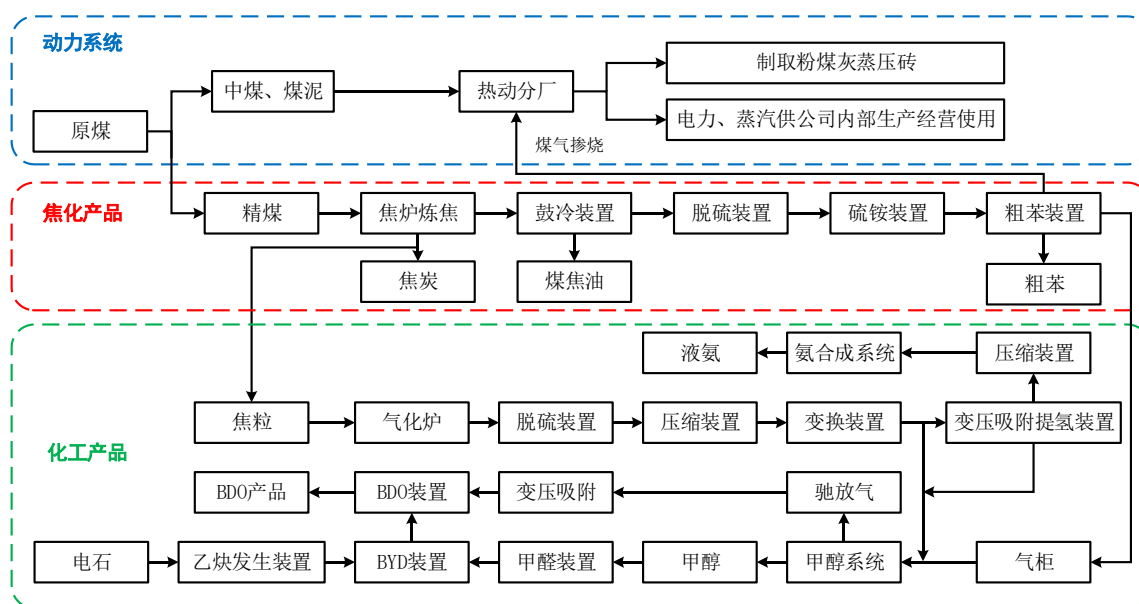 动力系统
制取粉煤灰蒸压砖
中煤、煤泥
热动分厂
原煤
电力、蒸汽供公司内部生产经营使用
煤气掺烧
焦化产品
精煤
焦炉炼焦
鼓冷装置
脱硫装置
硫铵装置
粗苯装置
焦炭
煤焦油
粗苯
液氨
氨合成系统
压缩装置
焦粒
气化炉
脱硫装置
压缩装置
变换装置
变压吸附提氢装置
化工产品
BDO产品
BDO装置
变压吸附
驰放气
电石
乙炔发生装置
BYD装置
甲醛装置
甲醇
甲醇系统
气柜